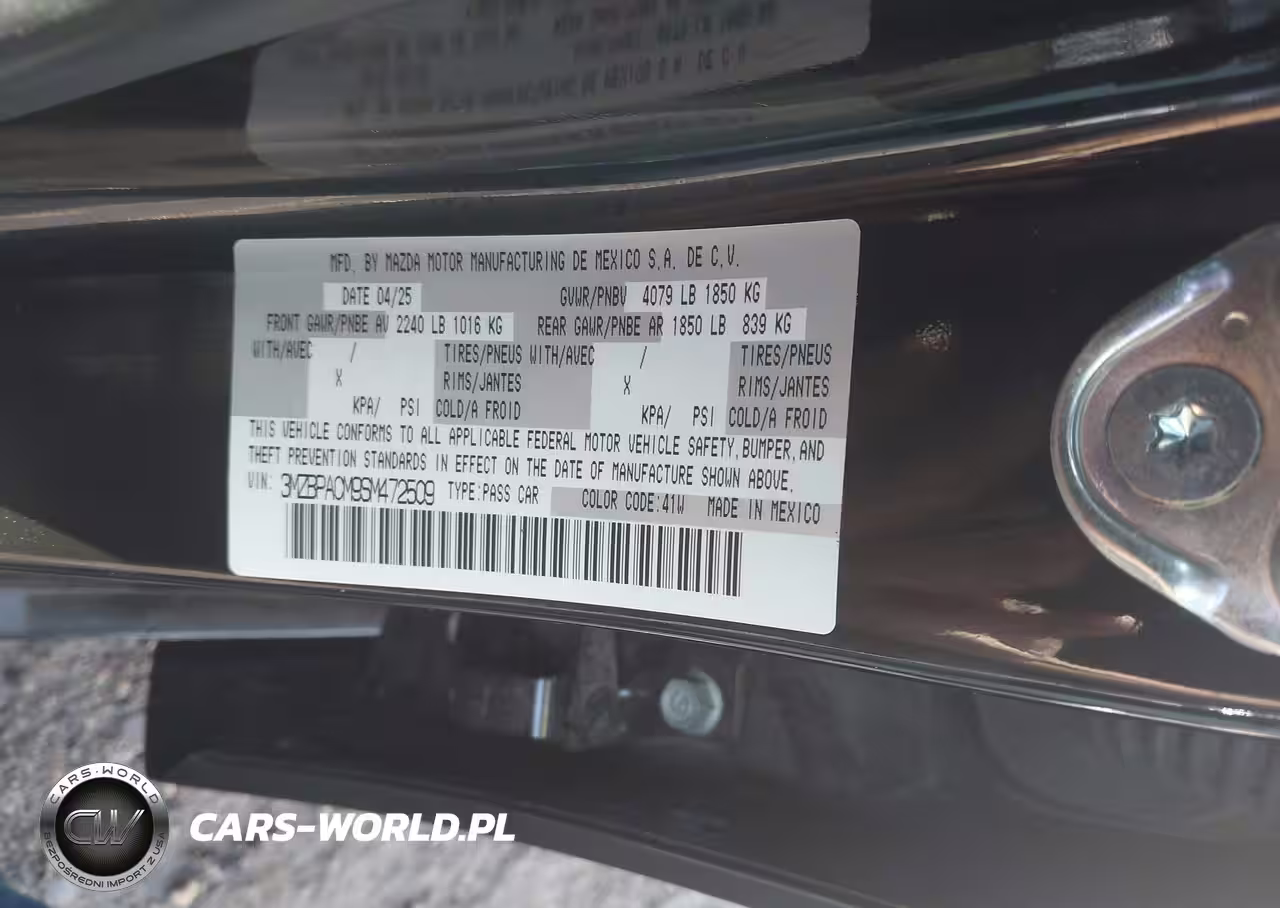 MFD. BY MAZDA MOTOR MANUFACTURING DE MEXICO S.A. DE C.V.
DATE 04/25 GVWR/PNBV 4079 LB 1850 KG
FRONT GAWR/PNBE AV 2240 LB 1016 KG REAR GAWR/PNBE AR 1850 LB 839 KG
WITH/AVEC / TIRES/PNEUS WITH/AVEC / TIRES/PNEUS
X RIMS/JANTES X RIMS/JANTES
KPA/ PSI COLD/A FROID KPA/ PSI COLD/A FROID
THIS VEHICLE CONFORMS TO ALL APPLICABLE FEDERAL MOTOR VEHICLE SAFETY, BUMPER, AND
THEFT PREVENTION STANDARDS IN EFFECT ON THE DATE OF MANUFACTURE SHOWN ABOVE.
VIN: 3MZBPACM9SM472509 TYPE:PASS CAR COLOR CODE:41W MADE IN MEXICO
CARS-WORLD
CW
BEZPOŚREDNI IMPORT Z USA
CARS-WORLD.PL